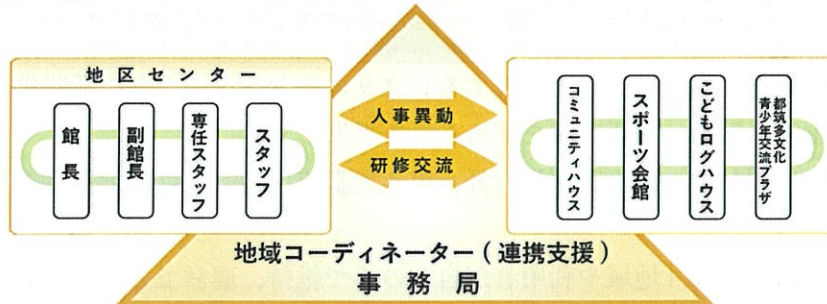 地区センター
館長
副館長
専任スタッフ
スタッフ
人事異動
研修交流
コミュニティハウス
スポーツ会館
こどもログハウス
都筑多文化
青少年交流プラザ
地域コーディネーター(連携支援)
事務局